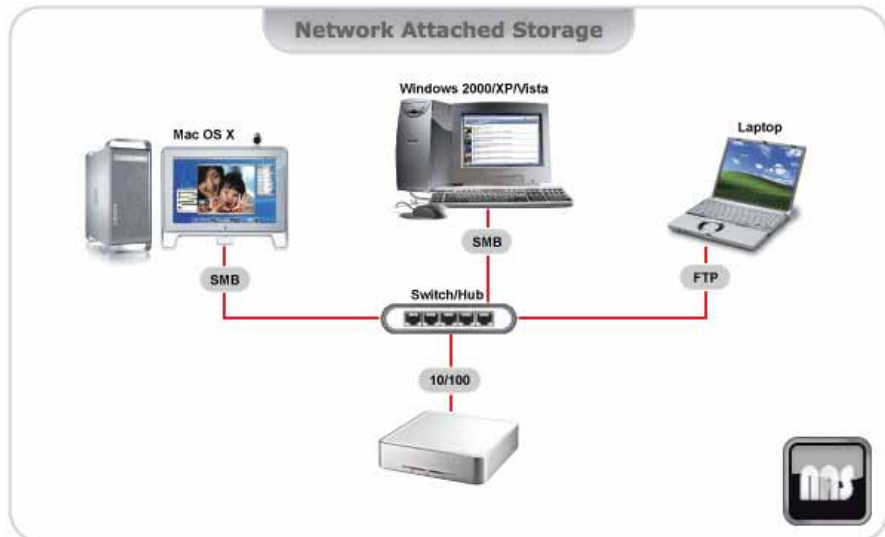 Network Attached Storage
Windows 2000/XP/Vista
Mac OS X
Laptop
SMB
SMB
FTP
Switch/Hub
10/100
nas